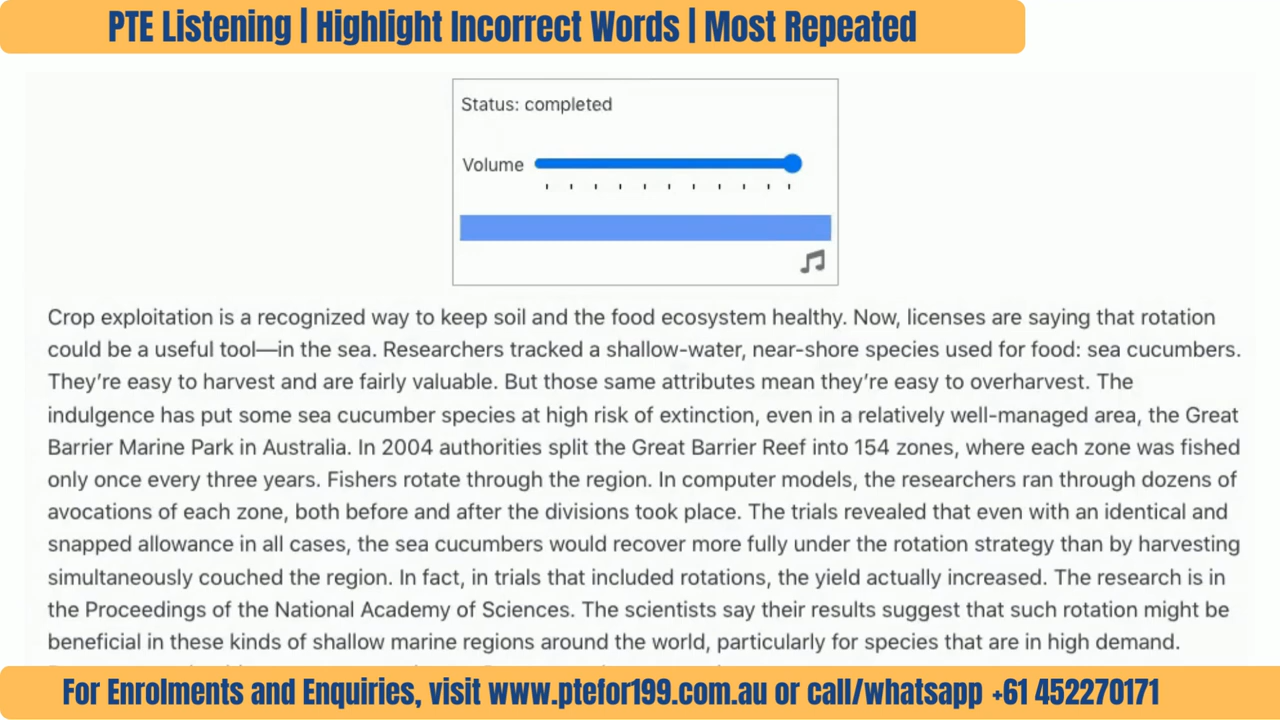 PTE Listening | Highlight Incorrect Words | Most Repeated
Status: completed
Volume
Crop exploitation is a recognized way to keep soil and the food ecosystem healthy. Now, licenses are saying that rotation
could be a useful tool—in the sea. Researchers tracked a shallow-water, near-shore species used for food: sea cucumbers.
They're easy to harvest and are fairly valuable. But those same attributes mean they're easy to overharvest. The
indulgence has put some sea cucumber species at high risk of extinction, even in a relatively well-managed area, the Great
Barrier Marine Park in Australia. In 2004 authorities split the Great Barrier Reef into 154 zones, where each zone was fished
only once every three years. Fishers rotate through the region. In computer models, the researchers ran through dozens of
avocations of each zone, both before and after the divisions took place. The trials revealed that even with an identical and
snapped allowance in all cases, the sea cucumbers would recover more fully under the rotation strategy than by harvesting
simultaneously couched the region. In fact, in trials that included rotations, the yield actually increased. The research is in
the Proceedings of the National Academy of Sciences. The scientists say their results suggest that such rotation might be
beneficial in these kinds of shallow marine regions around the world, particularly for species that are in high demand.
For Enrolments and Enquiries, visit www.ptefor199.com.au or call/whatsapp +61 452270171